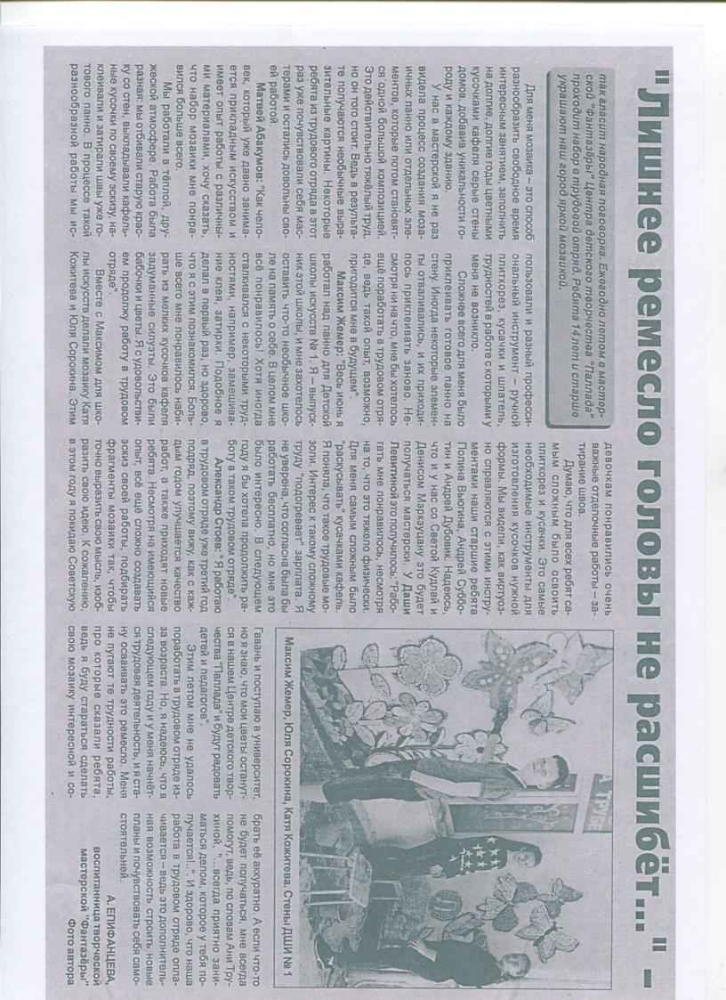 "Лишнее ремесло головы не расшибёт..." –
так гласит народная поговорка. Ежегодно летом в мастер-
ской "Фантазёры" Центра детского творчества "Паллада"
проходит набор в трудовой отряд. Ребята 14 лет и старше
украшают наш город яркой мозаикой.
Для меня мозаика – это способ
разнообразить свободное время
интересным занятием, заполнить
на долгие, долгие годы цветными
кусочками кафеля серые стены
домов, добавив уникальности го-
роду и каждому зданию.
У нас в мастерской я не раз
видела процесс создания моза-
ичных панно или отдельных эле-
ментов, которые потом становят-
ся одной большой композицией.
Это действительно тяжёлый труд,
но он того стоит. Ведь в результа-
те получаются необычные выра-
зительные картины. Некоторые
ребята из трудового отряда в этот
раз уже почувствовали себя мас-
терами и остались довольны сво-
ей работой.
Матвей Абакумов: "Как чело-
век, который уже давно занима-
ется прикладным искусством и
имеет опыт работы с различны-
ми материалами, хочу сказать,
что набор мозаики мне понра-
вился больше всего.
Мы работали в тёплой, дру-
жеской атмосфере. Работа была
разная: мы отбивали старую крас-
ку со стен, выкладывали кафель-
ные кусочки по своему эскизу, на-
клеивали и затирали швы уже го-
тового панно. В процессе такой
разнообразной работы мы ис-
пользовали и разный професси-
ональный инструмент – ручной
плиткорез, кусачки и шпатель,
трудностей в работе с которыми у
меня не возникло.
Сложнее всего для меня было
приклеивать готовое панно на
стену. Иногда некоторые элемен-
ты отваливались, и их приходи-
лось приклеивать заново. Не-
смотря ни на что, мне бы хотелось
ещё поработать в трудовом отря-
де, ведь такой опыт, возможно,
пригодится мне в будущем".
Максим Жемер: "Весь июнь я
работал над панно для Детской
школы искусств № 1. Я – выпуск-
ник этой школы, и мне захотелось
оставить что-то необычное шко-
ле на память о себе. В целом мне
всё понравилось! Хотя иногда
сталкивался с некоторыми труд-
ностями, например, замешива-
ние клея, затирки. Подобное я
делал в первый раз, но здорово,
что я с этим познакомился. Боль-
ше всего мне понравилось наби-
рать из мелких кусочков кафеля
задуманные силуэты. Это были
бабочки и цветы. Я с удовольстви-
ем продолжу работу в трудовом
отряде".
Вместе с Максимом для шко-
лы искусств делали мозаику Катя
Кожитева и Юля Сорокина. Этим
девочкам понравились очень
важные отделочные работы – за-
тирание швов.
Думаю, что для всех ребят са-
мым сложным было освоить
плиткорез и кусачки. Это самые
необходимые инструменты для
изготовления кусочков нужной
формы. Мы видели, как виртуоз-
но справляются с этими инстру-
ментами наши старшие ребята
Полина Вьюгина, Андрей Суббо-
тин и Андрей Дубовик. Надеюсь,
что и у нас со Светой Кудлай и
Денисом Маркзуцану это будет
получаться мастерски. У Даши
Левитиной это получилось: "Рабо-
тать мне понравилось, несмотря
на то, что это тяжело физически.
Для меня самым сложным было
"раскусывать" кусачками кафель.
Я поняла, что такое трудовые мо-
золи. Интерес к такому сложному
труду "подогревает" зарплата. Я
не уверена, что согласна была бы
работать бесплатно, но мне это
было интересно. В следующем
году я бы хотела продолжить ра-
боту в таком трудовом отряде".
Александр Стоев: "Я работаю
в трудовом отряде уже третий год
подряд, поэтому вижу, как с каж-
дым годом улучшается качество
работ, а также приходят новые
ребята. Несмотря на имеющийся
опыт, всё ещё сложно создавать
эскиз своей работы, подбирать
фрагменты мозаики так, чтобы
точно выразить свою мысль, изоб-
разить свою идею. К сожалению,
в этом году я покидаю Советскую
Максим Жемер, Юля Сорокина, Катя Кожитева. Стены ДШИ № 1
Гавань и поступаю в университет,
но я знаю, что мои цветы останут-
ся в нашем Центре детского твор-
чества "Паллада" и будут радовать
детей и педагогов".
Этим летом мне не удалось
поработать в трудовом отряде из-
за возраста. Но, я надеюсь, что в
следующем году и у меня начнёт-
ся трудовая деятельность, и я ста-
ну осваивать это ремесло. Меня
не пугают те трудности работы,
про которые сказали ребята,
ведь я буду стараться сделать
свою мозаику интересной и со-
брать её аккуратно. А если что-то
не будет получаться, мне всегда
помогут, ведь, по словам Ани Тру-
хиной, "...всегда приятно зани-
маться делом, которое у тебя по-
лучается!..". И здорово, что наша
работа в трудовом отряде опла-
чивается – ведь это дополнитель-
ная возможность строить новые
планы и почувствовать себя само-
стоятельней.
А. ЕПИФАНЦЕВА,
воспитанница творческой
мастерской "Фантазёры"
Фото автора